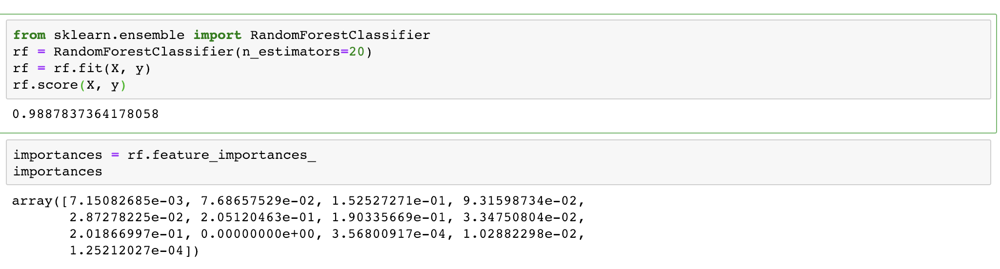 from sklearn.ensemble import RandomForestClassifier
rf = RandomForestClassifier(n_estimators=20)
rf = rf.fit(X, y)
rf.score(X, y)
0.9887837364178058
importances = rf.feature_importances_
importances
array([7.15082685e-03, 7.68657529e-02, 1.52527271e-01, 9.31598734e-02,
2.87278225e-02, 2.05120463e-01, 1.90335669e-01, 3.34750804e-02,
2.01866997e-01, 0.00000000e+00, 3.56800917e-04, 1.02882298e-02,
1.25212027e-04])